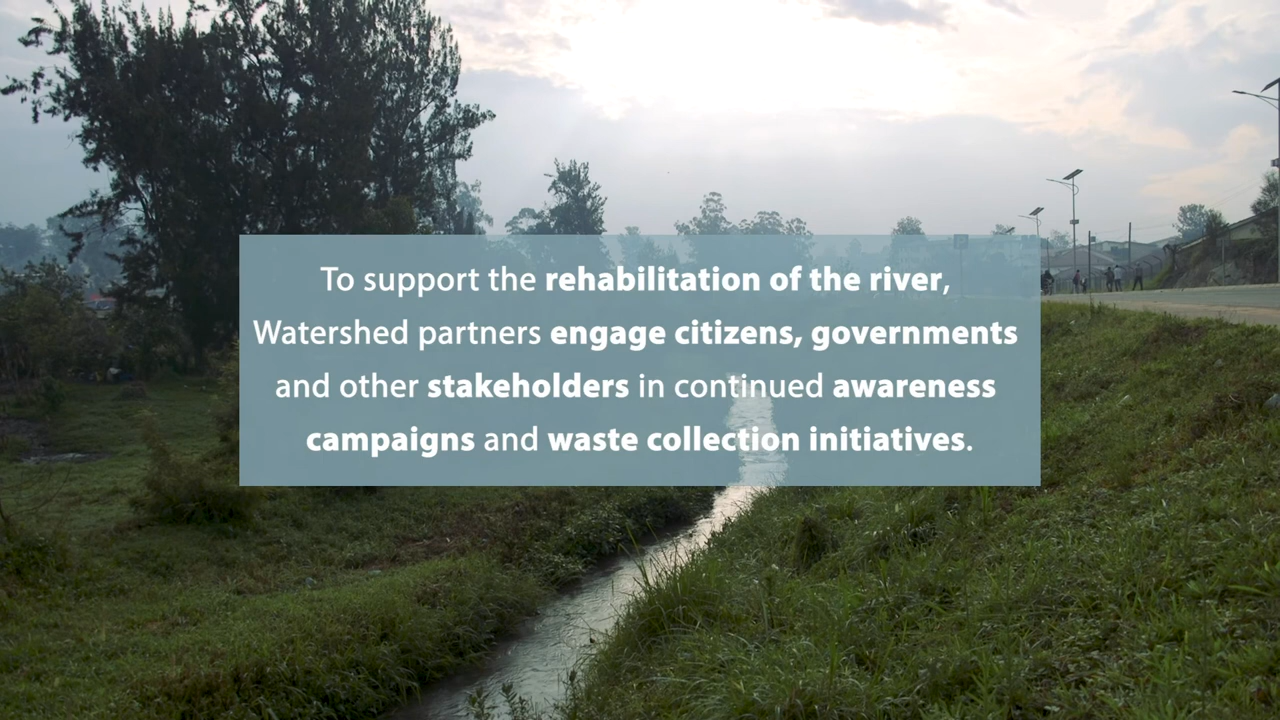 To support the rehabilitation of the river,
Watershed partners engage citizens, governments
and other stakeholders in continued awareness
campaigns and waste collection initiatives.